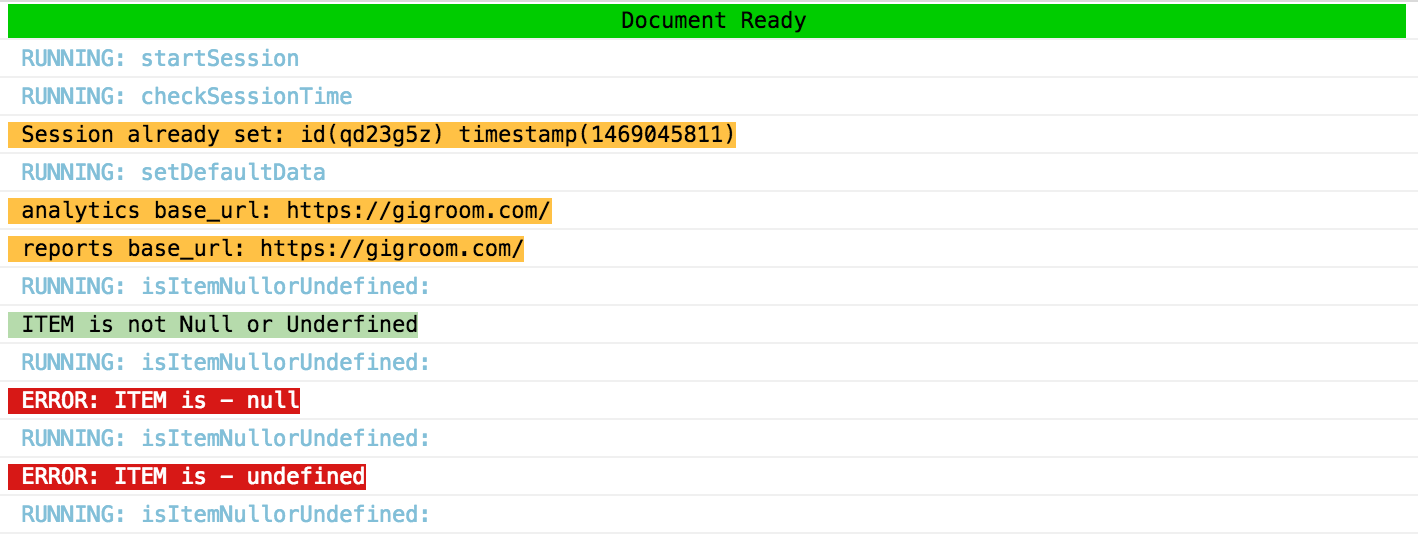 Document Ready
RUNNING: startSession
RUNNING: checkSessionTime
Session already set: id(qd23g5z) timestamp(1469045811)
RUNNING: setDefaultData
analytics base_url: https://gigroom.com/
reports base_url: https://gigroom.com/
RUNNING: isItemNullorUndefined:
ITEM is not Null or Underfined
RUNNING: isItemNullorUndefined:
ERROR: ITEM is – null
RUNNING: isItemNullorUndefined:
ERROR: ITEM is – undefined
RUNNING: isItemNullorUndefined: